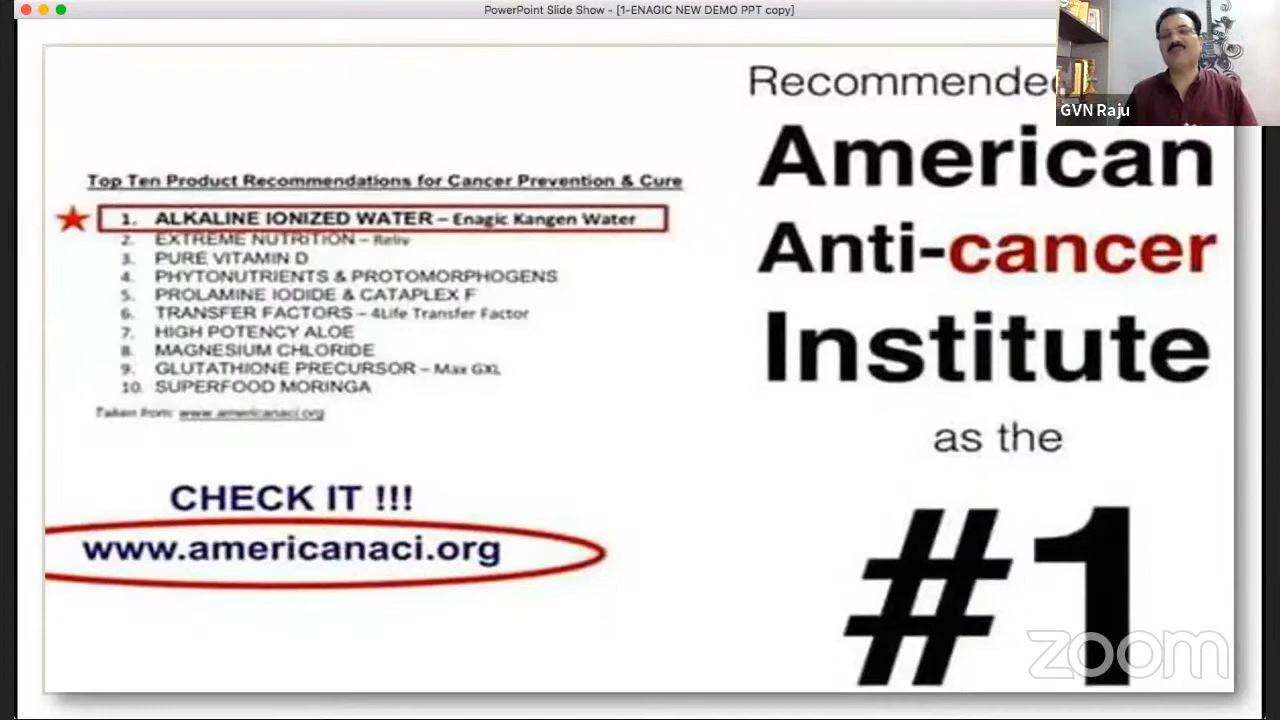 PowerPoint Slide Show - [1-ENAGIC NEW DEMO PPT copy]
GVN Raju
Top Ten Product Recommendations for Cancer Prevention & Cure
1. ALKALINE IONIZED WATER – Enagic Kangen Water
2. EXTREME NUTRITION – Reliv
3. PURE VITAMIN D
4. PHYTONUTRIENTS & PROTOMORPHOGENS
5. PROLAMINE IODIDE & CATAPLEX F
6. TRANSFER FACTORS – 4Life Transfer Factor
7. HIGH POTENCY ALOE
8. MAGNESIUM CHLORIDE
9. GLUTATHIONE PRECURSOR – Max GXL
10. SUPERFOOD MORINGA
Taken from: www.americanaci.org
CHECK IT !!!
www.americanaci.org
Recommended
American
Anti-cancer
Institute
as the
#1
zoom